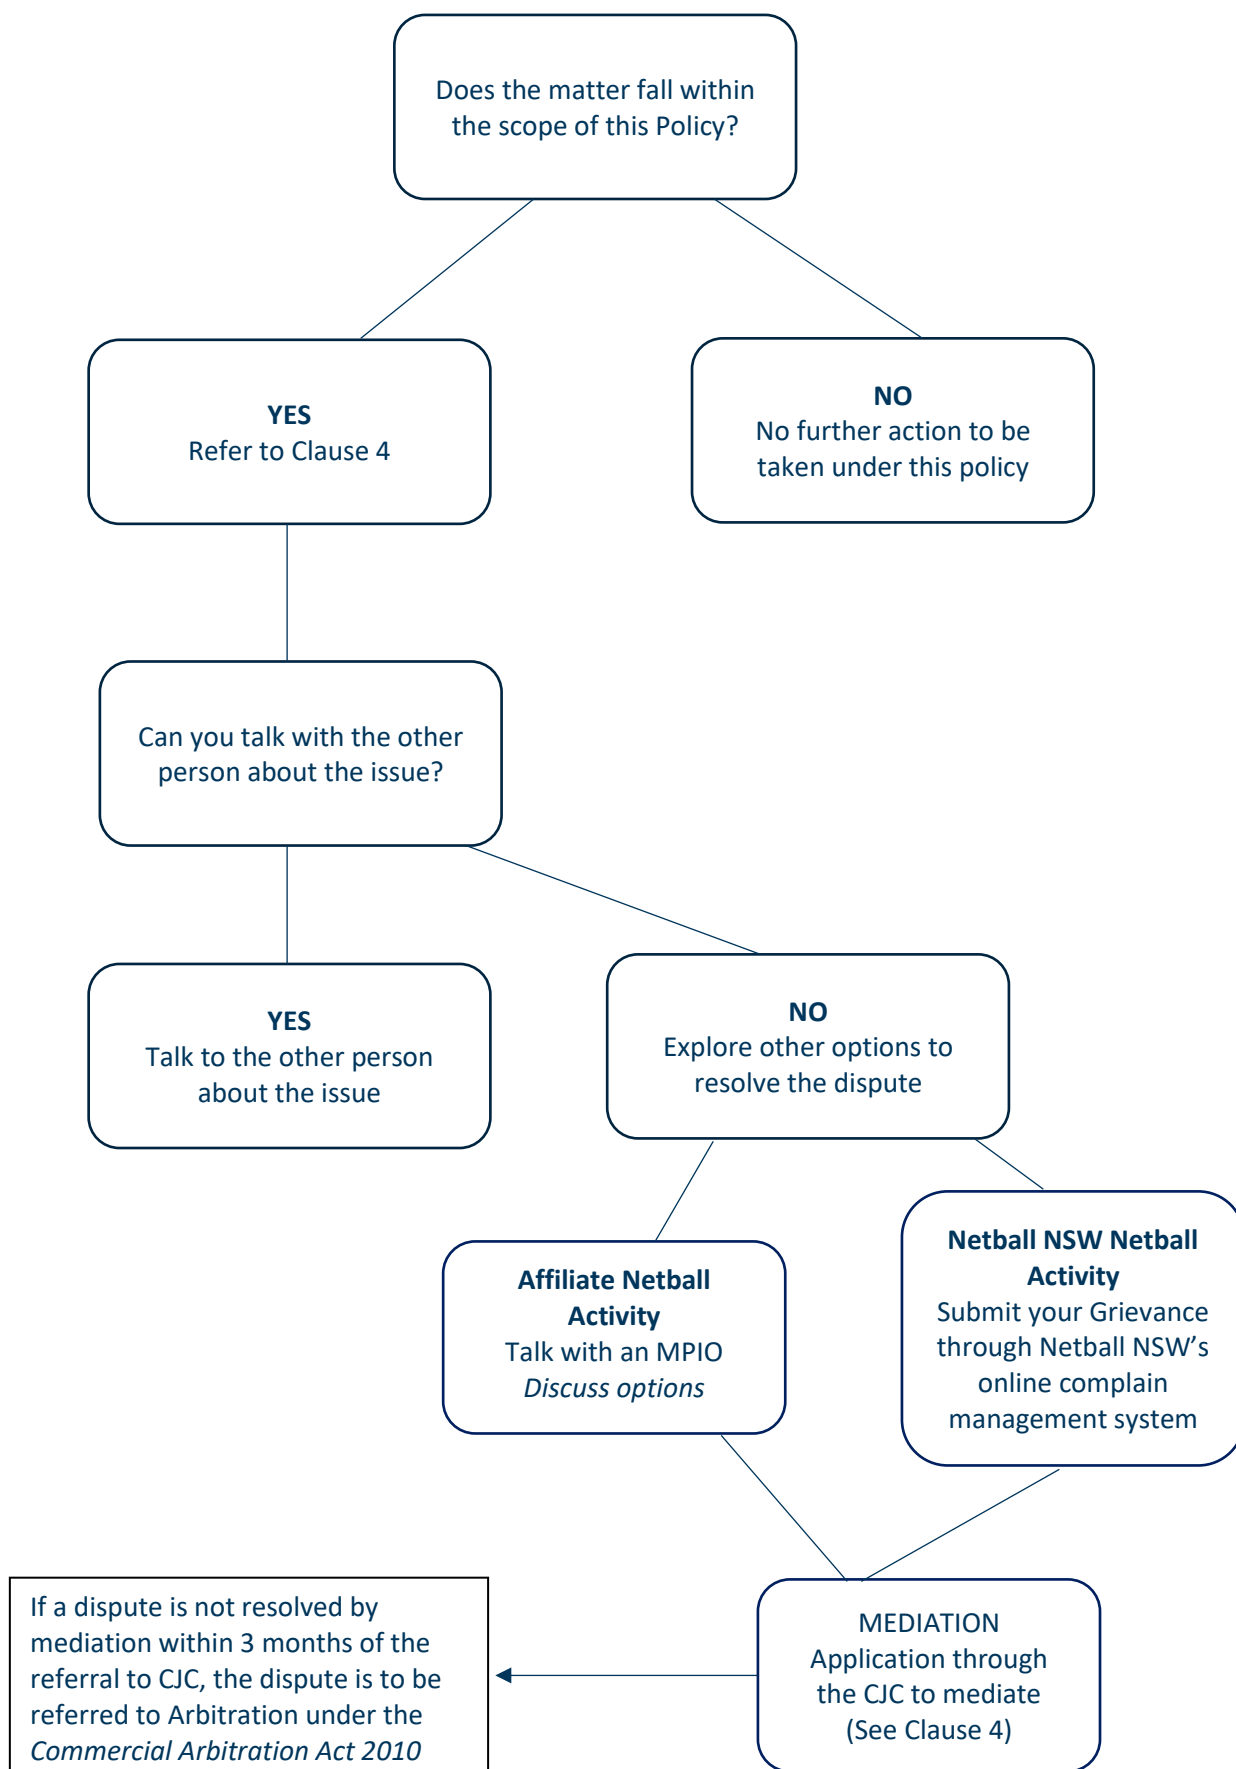 Does the matter fall within
the scope of this Policy?
YES
Refer to Clause 4
NO
No further action to be
taken under this policy
Can you talk with the other
person about the issue?
YES
Talk to the other person
about the issue
NO
Explore other options to
resolve the dispute
Affiliate Netball
Activity
Talk with an MPIO
Discuss options
Netball NSW Netball
Activity
Submit your Grievance
through Netball NSW’s
online complain
management system
If a dispute is not resolved by
mediation within 3 months of the
referral to CJC, the dispute is to be
referred to Arbitration under the
Commercial Arbitration Act 2010
MEDIATION
Application through
the CJC to mediate
(See Clause 4)